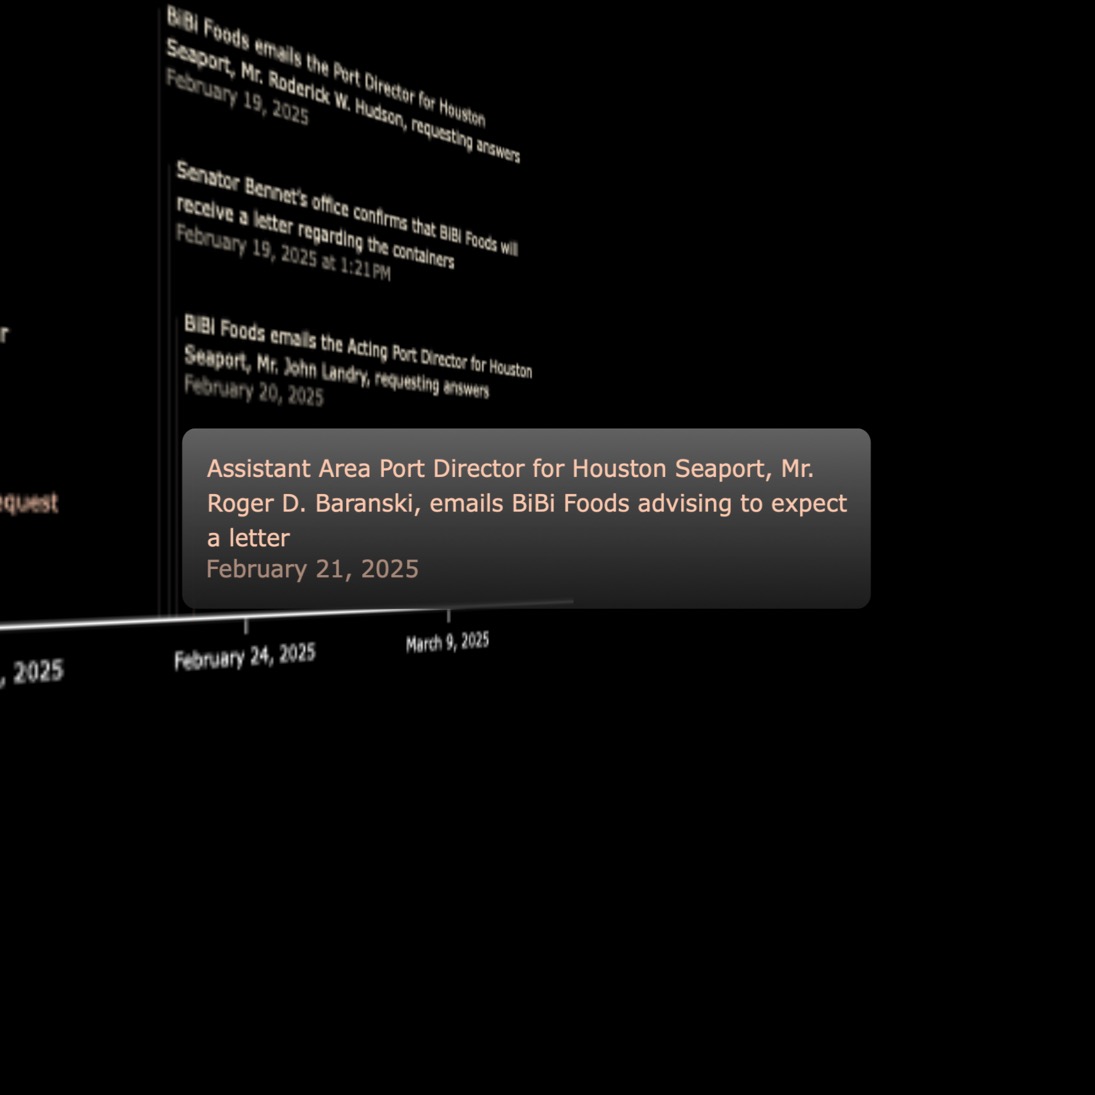 BiBi Foods emails the Port Director for Houston
Seaport, Mr. Roderick W. Hudson, requesting answers
February 19, 2025
Senator Bennet's office confirms that BiBi Foods will
receive a letter regarding the containers
February 19, 2025 at 1:21PM
r
BiBi Foods emails the Acting Port Director for Houston
Seaport, Mr. John Landry, requesting answers
February 20, 2025
Assistant Area Port Director for Houston Seaport, Mr.
Roger D. Baranski, emails BiBi Foods advising to expect
a letter
February 21, 2025
equest
, 2025
February 24, 2025
March 9, 2025